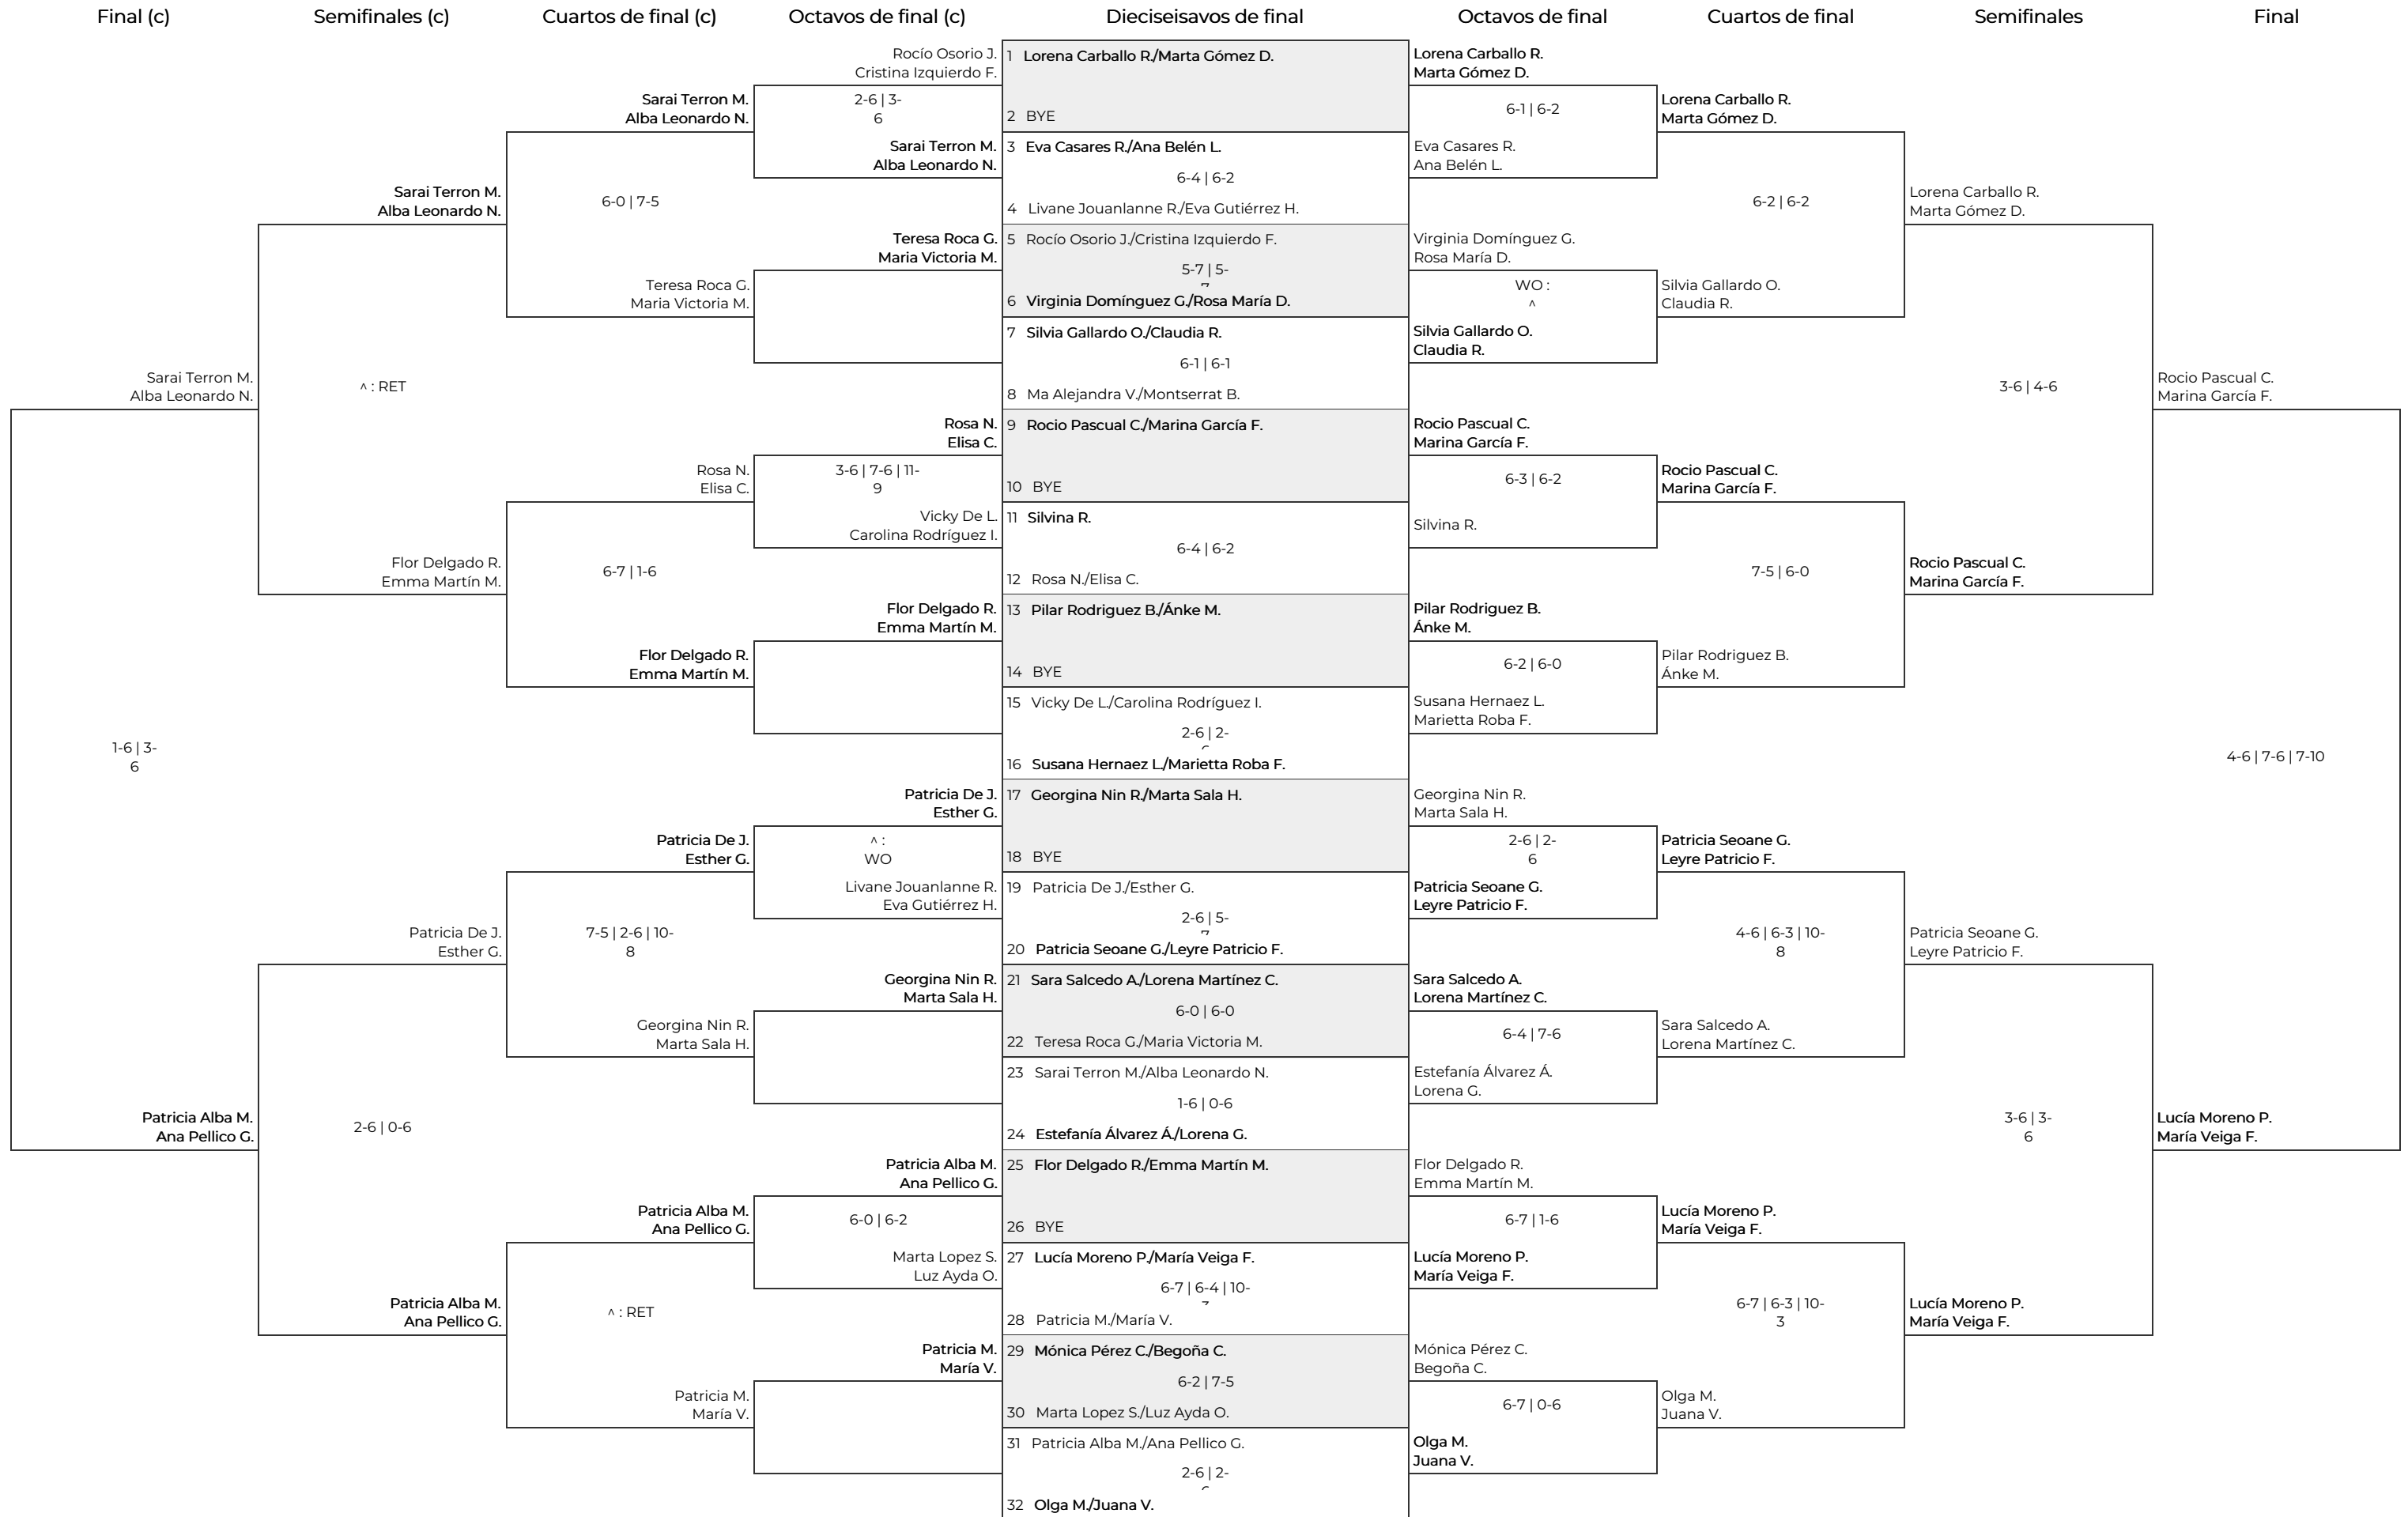 Final (c)
Semifinales (c)
Cuartos de final (c)
Octavos de final (c)
Dieciseisavos de final
Octavos de final
Cuartos de final
Semifinales
Final
Sarai Terron M.
Alba Leonardo N.
1-6 | 3-
6
Patricia Alba M.
Ana Pellico G.
Sarai Terron M.
Alba Leonardo N.
^ : RET
Flor Delgado R.
Emma Martín M.
Patricia De J.
Esther G.
2-6 | 0-6
Patricia Alba M.
Ana Pellico G.
Sarai Terron M.
Alba Leonardo N.
6-0 | 7-5
Teresa Roca G.
Maria Victoria M.
Rosa N.
Elisa C.
6-7 | 1-6
Flor Delgado R.
Emma Martín M.
Patricia De J.
Esther G.
7-5 | 2-6 | 10-
8
Georgina Nin R.
Marta Sala H.
Patricia Alba M.
Ana Pellico G.
^ : RET
Patricia M.
María V.
Rocío Osorio J.
Cristina Izquierdo F.
2-6 | 3-
6
Sarai Terron M.
Alba Leonardo N.
Teresa Roca G.
Maria Victoria M.
Rosa N.
Elisa C.
3-6 | 7-6 | 11-
9
Vicky De L.
Carolina Rodríguez I.
Flor Delgado R.
Emma Martín M.
Patricia De J.
Esther G.
^ :
WO
Livane Jouanlanne R.
Eva Gutiérrez H.
Georgina Nin R.
Marta Sala H.
Patricia Alba M.
Ana Pellico G.
6-0 | 6-2
Marta Lopez S.
Luz Ayda O.
Patricia M.
María V.
1 Lorena Carballo R./Marta Gómez D.
2 BYE
3 Eva Casares R./Ana Belén L.
6-4 | 6-2
4 Livane Jouanlanne R./Eva Gutiérrez H.
5 Rocío Osorio J./Cristina Izquierdo F.
5-7 | 5-
6 Virginia Domínguez G./Rosa María D.
7 Silvia Gallardo O./Claudia R.
6-1 | 6-1
8 Ma Alejandra V./Montserrat B.
9 Rocio Pascual C./Marina García F.
10 BYE
11 Silvina R.
6-4 | 6-2
12 Rosa N./Elisa C.
13 Pilar Rodriguez B./Ánke M.
14 BYE
15 Vicky De L./Carolina Rodríguez I.
2-6 | 2-
16 Susana Hernaez L./Marietta Roba F.
17 Georgina Nin R./Marta Sala H.
18 BYE
19 Patricia De J./Esther G.
2-6 | 5-
20 Patricia Seoane G./Leyre Patricio F.
21 Sara Salcedo A./Lorena Martínez C.
6-0 | 6-0
22 Teresa Roca G./Maria Victoria M.
23 Sarai Terron M./Alba Leonardo N.
1-6 | 0-6
24 Estefanía Álvarez Á./Lorena G.
25 Flor Delgado R./Emma Martín M.
26 BYE
27 Lucía Moreno P./María Veiga F.
6-7 | 6-4 | 10-
28 Patricia M./María V.
29 Mónica Pérez C./Begoña C.
6-2 | 7-5
30 Marta Lopez S./Luz Ayda O.
31 Patricia Alba M./Ana Pellico G.
2-6 | 2-
32 Olga M./Juana V.
Lorena Carballo R.
Marta Gómez D.
6-1 | 6-2
Eva Casares R.
Ana Belén L.
Virginia Domínguez G.
Rosa María D.
WO :
^
Silvia Gallardo O.
Claudia R.
Rocio Pascual C.
Marina García F.
6-3 | 6-2
Silvina R.
Pilar Rodriguez B.
Ánke M.
6-2 | 6-0
Susana Hernaez L.
Marietta Roba F.
Georgina Nin R.
Marta Sala H.
2-6 | 2-
6
Patricia Seoane G.
Leyre Patricio F.
Sara Salcedo A.
Lorena Martínez C.
6-4 | 7-6
Estefanía Álvarez Á.
Lorena G.
Flor Delgado R.
Emma Martín M.
6-7 | 1-6
Lucía Moreno P.
María Veiga F.
Mónica Pérez C.
Begoña C.
6-7 | 0-6
Olga M.
Juana V.
Lorena Carballo R.
Marta Gómez D.
6-2 | 6-2
Silvia Gallardo O.
Claudia R.
Rocio Pascual C.
Marina García F.
7-5 | 6-0
Pilar Rodriguez B.
Ánke M.
Patricia Seoane G.
Leyre Patricio F.
4-6 | 6-3 | 10-
8
Sara Salcedo A.
Lorena Martínez C.
Lucía Moreno P.
María Veiga F.
6-7 | 6-3 | 10-
3
Olga M.
Juana V.
Lorena Carballo R.
Marta Gómez D.
3-6 | 4-6
Rocio Pascual C.
Marina García F.
Patricia Seoane G.
Leyre Patricio F.
3-6 | 3-
6
Lucía Moreno P.
María Veiga F.
Rocio Pascual C.
Marina García F.
4-6 | 7-6 | 7-10
Lucía Moreno P.
María Veiga F.